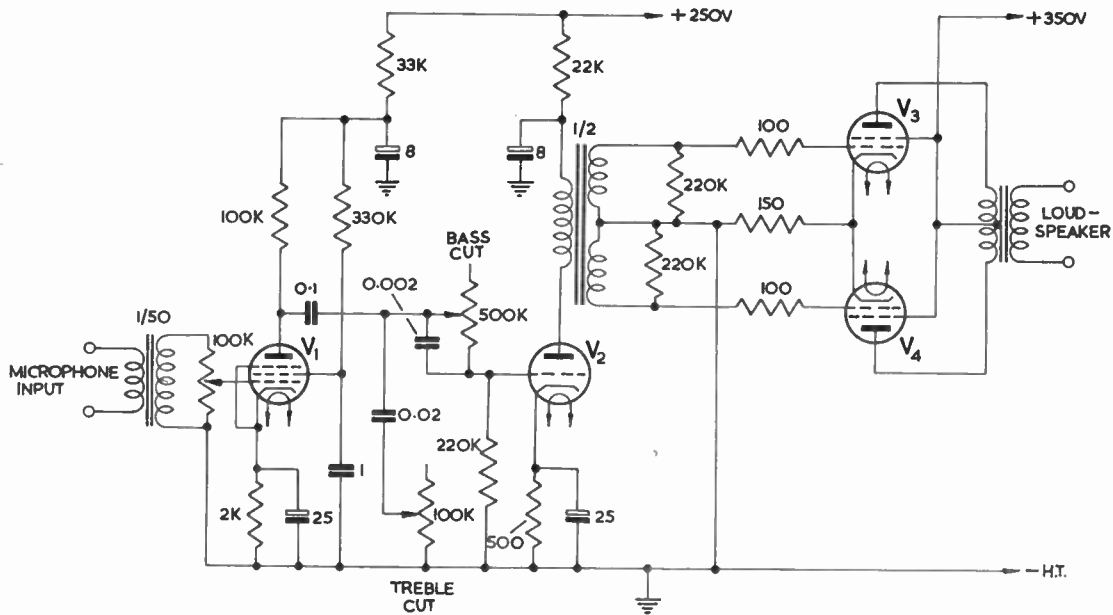 +250V
+350V
33K
22K
V3
8
8
1/2
100
100K
330K
220K
150
LOUD-
SPEAKER
BASS
CUT
0.002
220K
0.1
500K
100
1/50
100K
V1
V2
V4
MICROPHONE
INPUT
0.02
220K
1
2K
25
100K
500
25
TREBLE
CUT
-H.T.